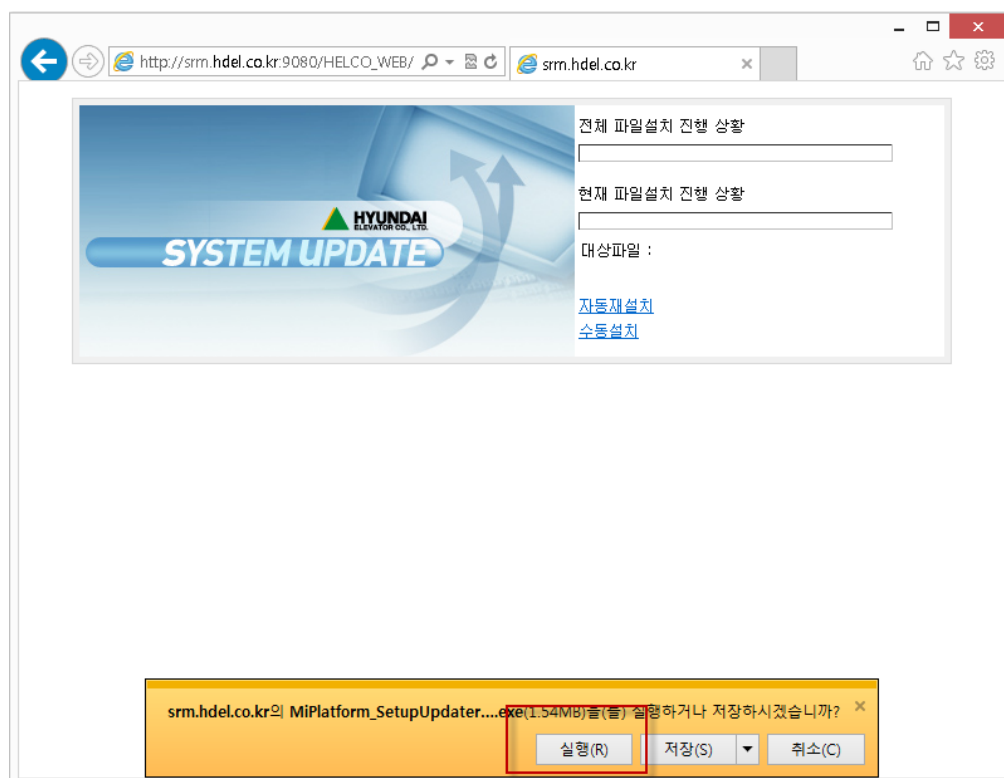 http://srm.hdel.co.kr:9080/HELCO_WEB/
srm.hdel.co.kr
전체 파일설치 진행 상황
현재 파일설치 진행 상황
대상파일 :
자동재설치
수동설치
HYUNDAI
ELEVATOR CO., LTD.
SYSTEM UPDATE
srm.hdel.co.kr의 MiPlatform_SetupUpdater....exe(1.54MB)을(를) 실행하거나 저장하시겠습니까?
실행(R) 저장(S) 취소(C)